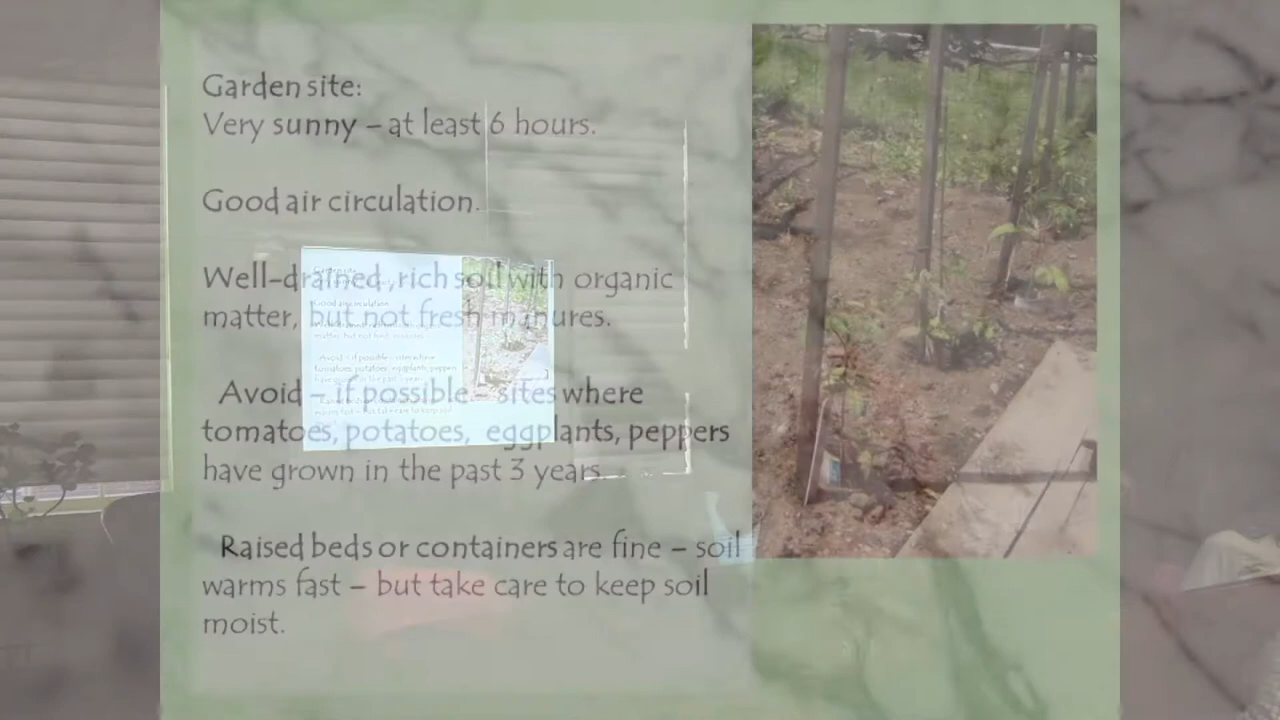 Garden site:
Very sunny – at least 6 hours.
Good air circulation.
Well-drained, rich soil with organic
matter, but not fresh manures.
Avoid – if possible – sites where
tomatoes, potatoes, eggplants, peppers
have grown in the past 3 years.
Raised beds or containers are fine – soil
warms fast – but take care to keep soil
moist.